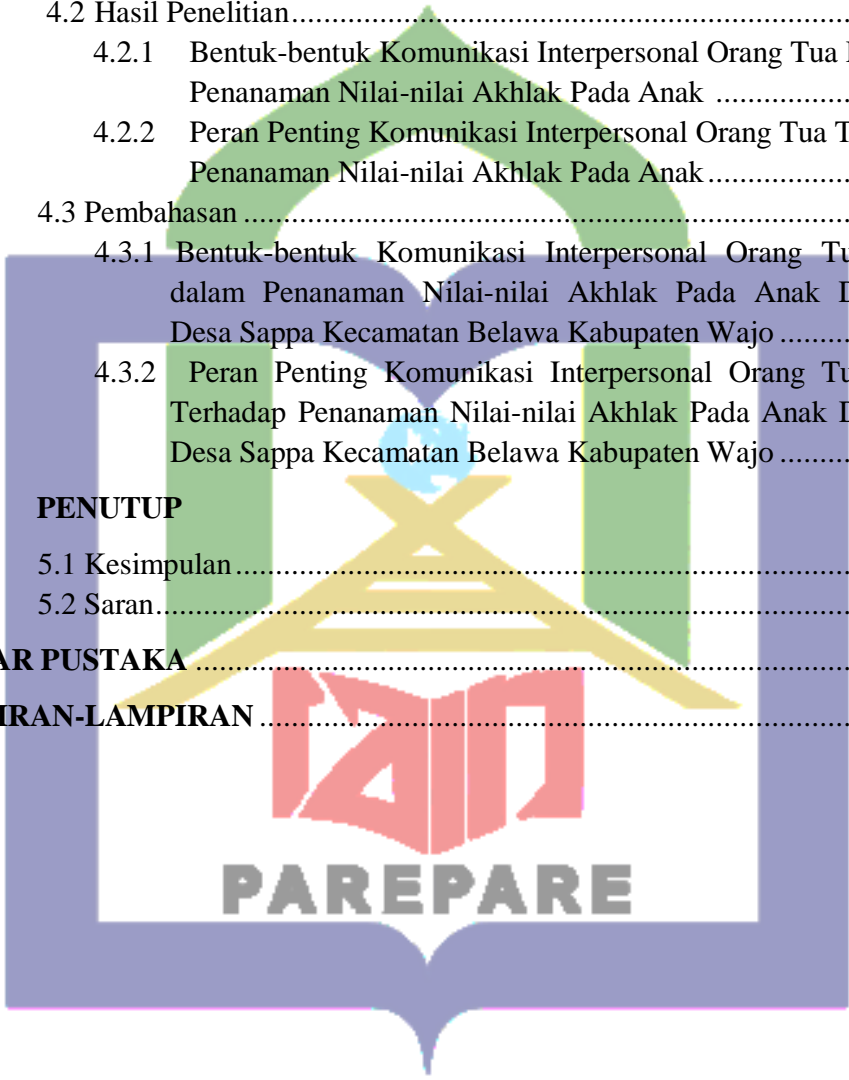 4.2 Hasil Penelitian
4.2.1 Bentuk-bentuk Komunikasi Interpersonal Orang Tua
Penanaman Nilai-nilai Akhlak Pada Anak
4.2.2 Peran Penting Komunikasi Interpersonal Orang Tua
Penanaman Nilai-nilai Akhlak Pada Anak
4.3 Pembahasan
4.3.1 Bentuk-bentuk Komunikasi Interpersonal Orang
dalam Penanaman Nilai-nilai Akhlak Pada Anak
Desa Sappa Kecamatan Belawa Kabupaten Wajo
4.3.2 Peran Penting Komunikasi Interpersonal Orang
Terhadap Penanaman Nilai-nilai Akhlak Pada Anak
Desa Sappa Kecamatan Belawa Kabupaten Wajo
PENUTUP
5.1 Kesimpulan
5.2 Saran
AR PUSTAKA
IRAN-LAMPIRAN
iain
PAREPARE